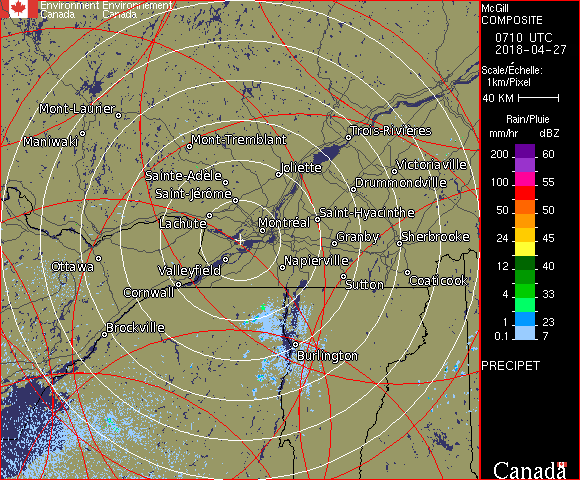 Environment Environnement
Canada Canada
McGill
COMPOSITE
0710 UTC
2018-04-27
Scale/Échelle:
1km/Pixel
40 KM
Rain/Pluie
mm/hr dBZ
200 60
100 55
50 50
24 45
12 40
4 33
1 23
0.1 7
PRECIPET
Mont-Laurier
Maniwaki
Mont-Tremblant
Trois-Rivières
Sainte-Adèle
Joliette
Victoriaville
Saint-Jérôme
Drummondville
Lachute
Montréal
Saint-Hyacinthe
Granby
Sherbrooke
Ottawa
Valleyfield
Napierville
Cornwall
Sutton
Coaticook
Brockville
Burlington
Canada